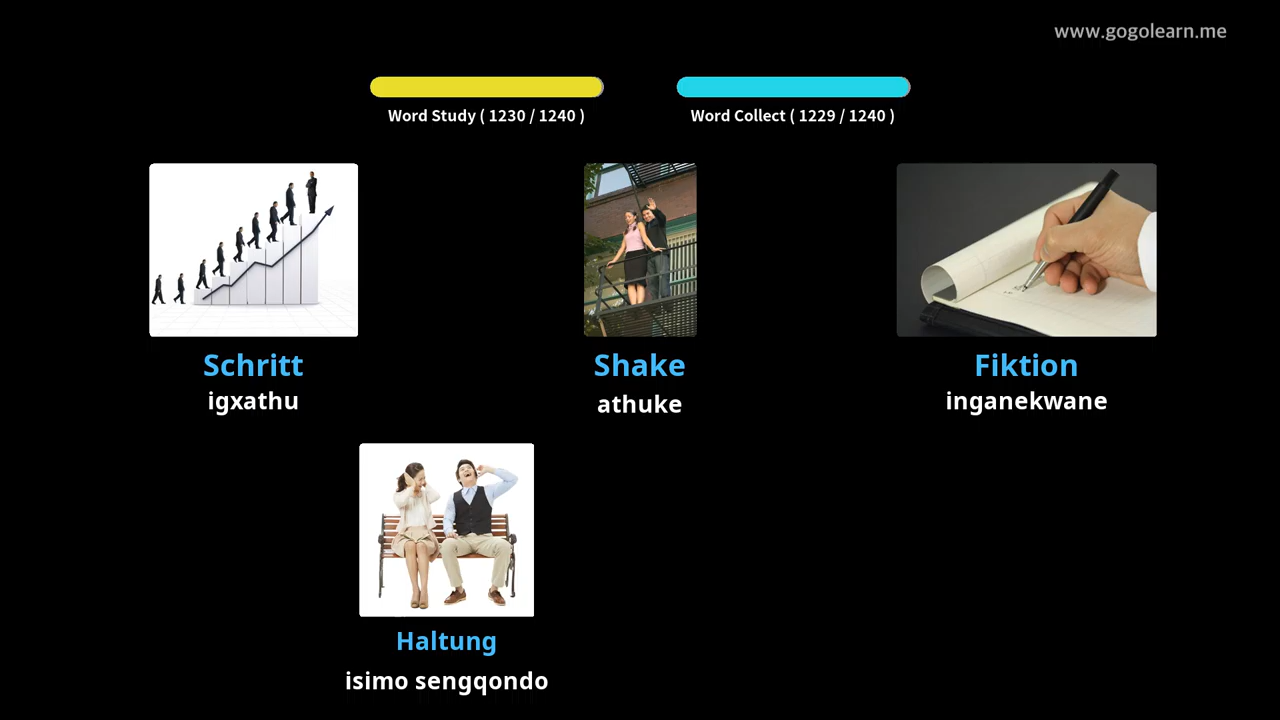 www.gogolearn.me
Word Study ( 1230 / 1240 )
Word Collect ( 1229 / 1240 )
Schritt
igxathu
Shake
athuke
Fiktion
inganekwane
Haltung
isimo sengqondo